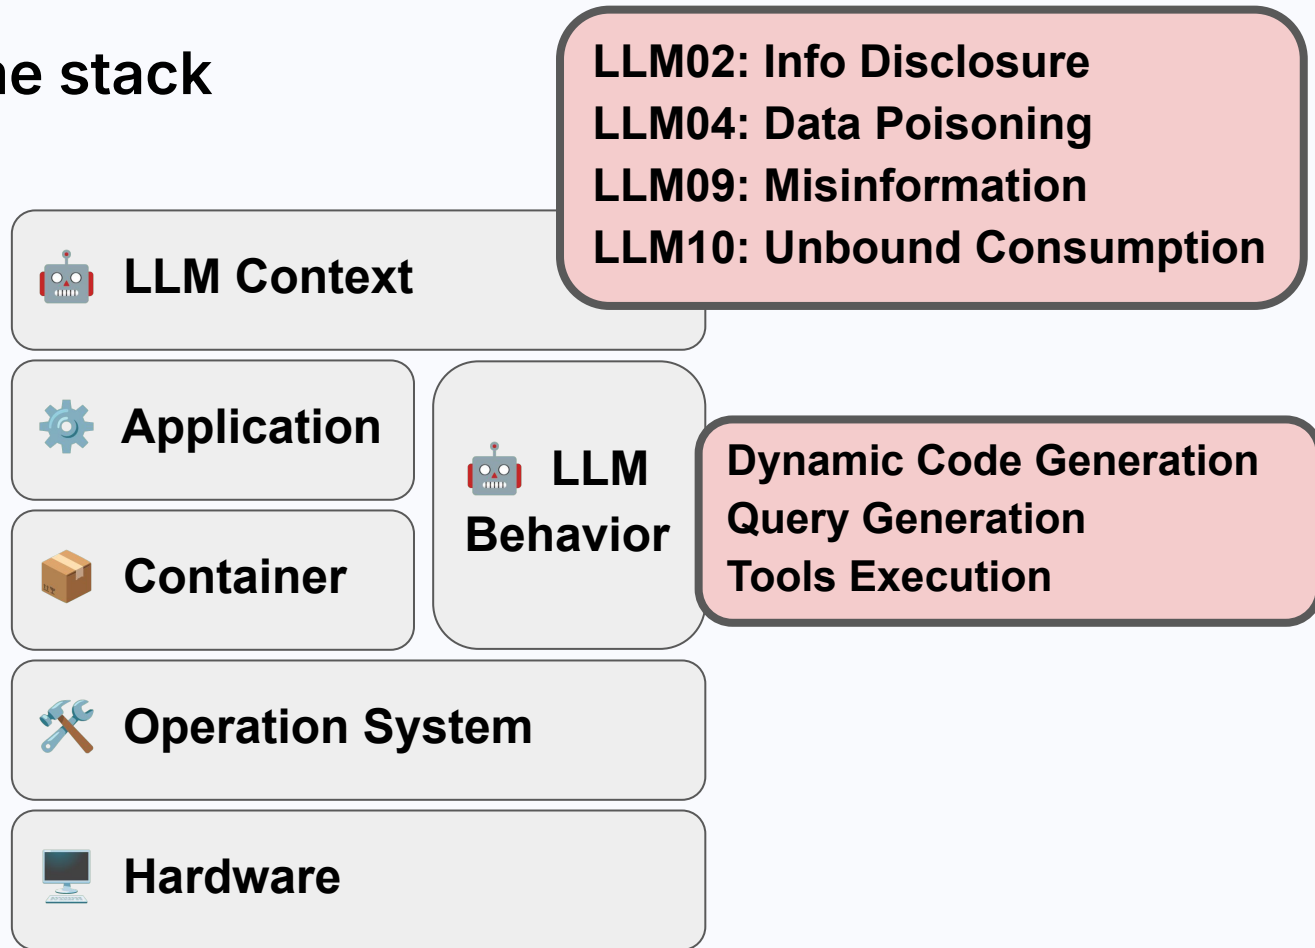 stack
LLM02: Info Disclosure
LLM04: Data Poisoning
LLM09: Misinformation
LLM10: Unbound Consumption
LLM Context
Application
LLM
Behavior
Dynamic Code Generation
Query Generation
Tools Execution
Container
Operation System
Hardware